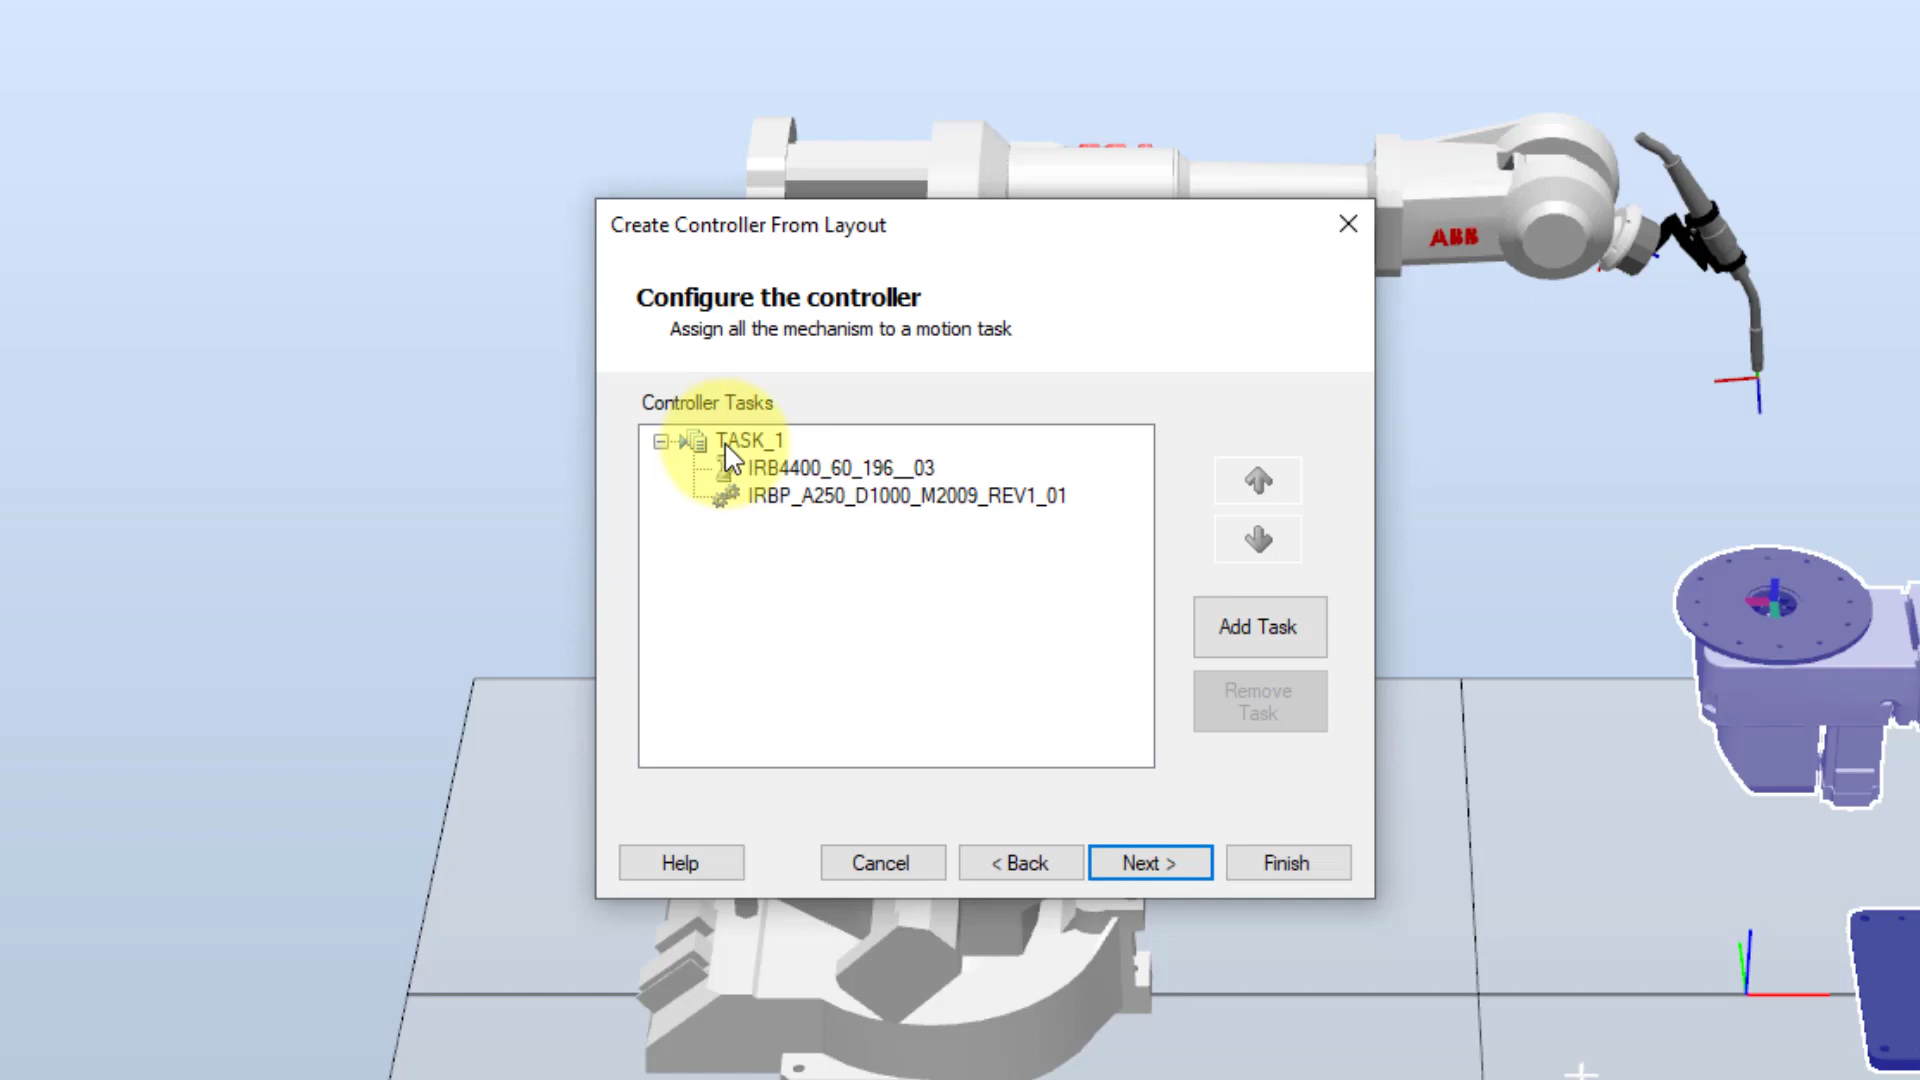 ABB
Create Controller From Layout
Configure the controller
Assign all the mechanism to a motion task
Controller Tasks
TASK_1
IRB4400_60_196__03
IRBP_A250_D1000_M2009_REV1_01
Add Task
Remove
Task
Help
Cancel
< Back
Next >
Finish